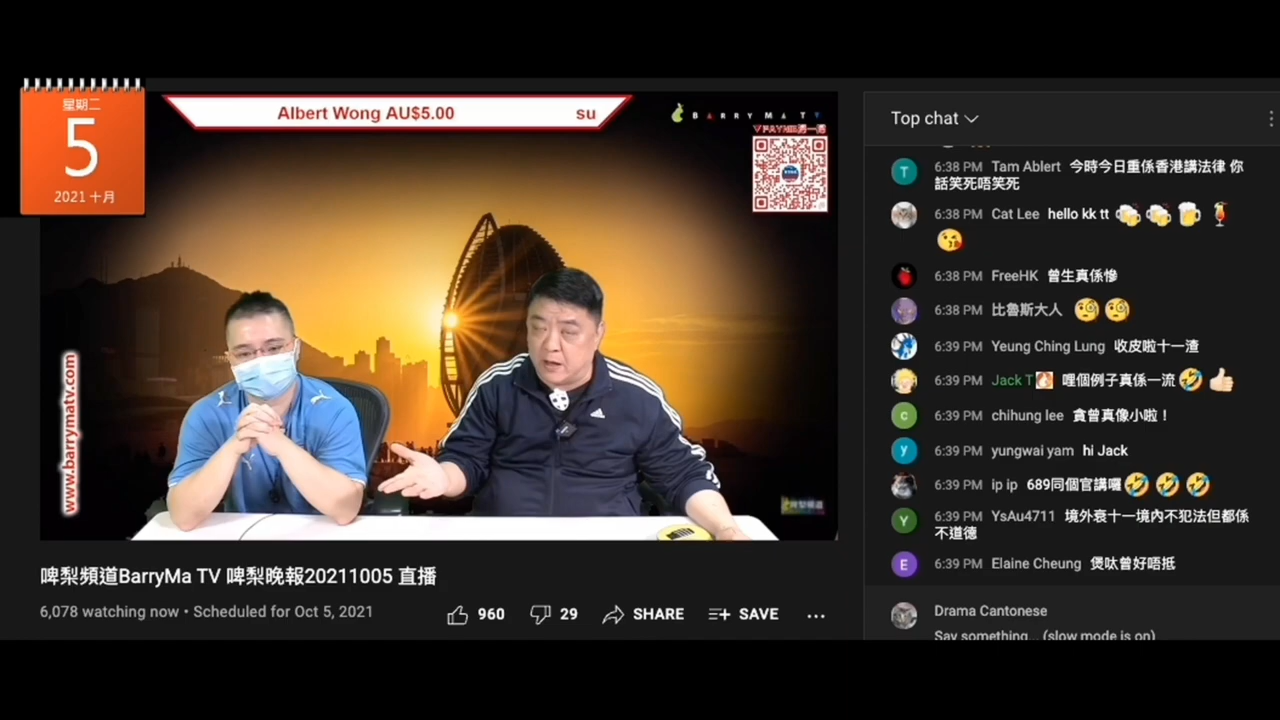 星期二
5
2021 十月
Albert Wong AU$5.00 su
BARRYMATV
www.barrymatv.com
啤梨頻道BarryMa TV 啤梨晚報20211005 直播
6,078 watching now • Scheduled for Oct 5, 2021
960
29
SHARE
SAVE
Top chat
6:38 PM Tam Ablert 今時今日重係香港講法律 你
話笑死唔笑死
6:38 PM Cat Lee hello kk tt 🍻🍻🍺🍹
😘
6:38 PM FreeHK 曾生真係慘
6:38 PM 比魯斯大人 🧐🧐
6:39 PM Yeung Ching Lung 收皮啦十一渣
6:39 PM Jack T 哩個例子真係一流🤣👍🏻
6:39 PM chihung lee 貪曾真像小啦！
6:39 PM yungwai yam hi Jack
6:39 PM ip ip 689同個官講囉🤣🤣🤣
6:39 PM YsAu4711 境外衰十一境內不犯法但都係
不道德
6:39 PM Elaine Cheung 煲呔曾好唔抵
Drama Cantonese
Say something... (slow mode is on)
T
C
y
Y
E